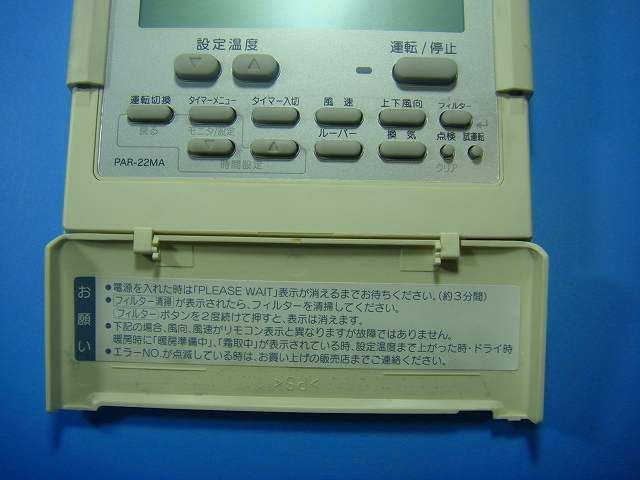 設定温度
運転/停止
▽ △
運転切換 タイマーメニュー タイマー入切 風速 上下風向 フィルター
戻る モニタ/設定 ルーバー 換気 点検 試運転
▽ △
PAR-22MA 時間設定 クリア
お願い
●電源を入れた時は「PLEASE WAIT」表示が消えるまでお待ちください。(約3分間)
●フィルター清掃が表示されたら、フィルターを清掃してください。
(フィルター ボタンを2度続けて押すと、表示は消えます。
●下記の場合、風向、風速がリモコン表示と異なりますが故障ではありません。
暖房時に「暖房準備中」、「霜取中」が表示されている時、設定温度まで上がった時・ドライ時
●エラーNO.が点滅している時は、お買い上げの販売店までご連絡ください。
>PS<